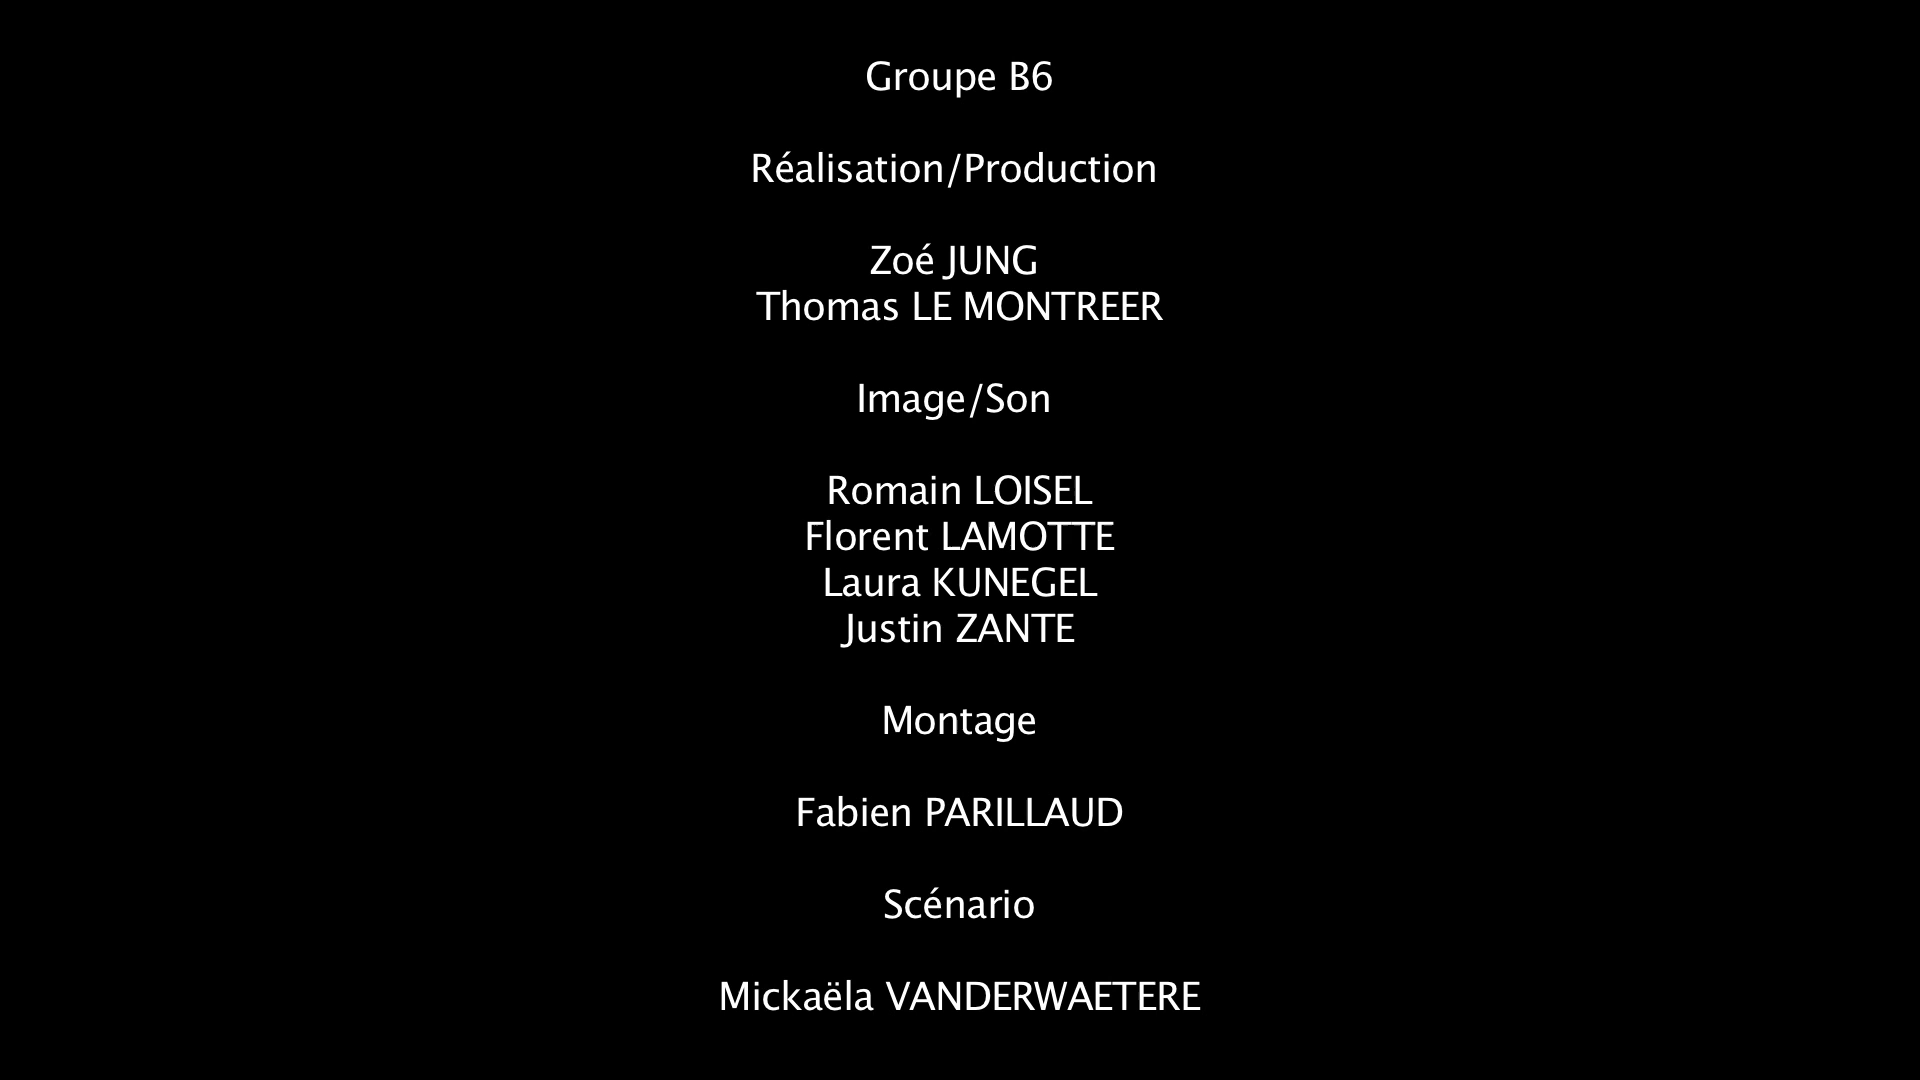 Groupe B6
Réalisation/Production
Zoé JUNG
Thomas LE MONTREER
Image/Son
Romain LOISEL
Florent LAMOTTE
Laura KUNEGEL
Justin ZANTE
Montage
Fabien PARILLAUD
Scénario
Mickaëla VANDERWAETERE